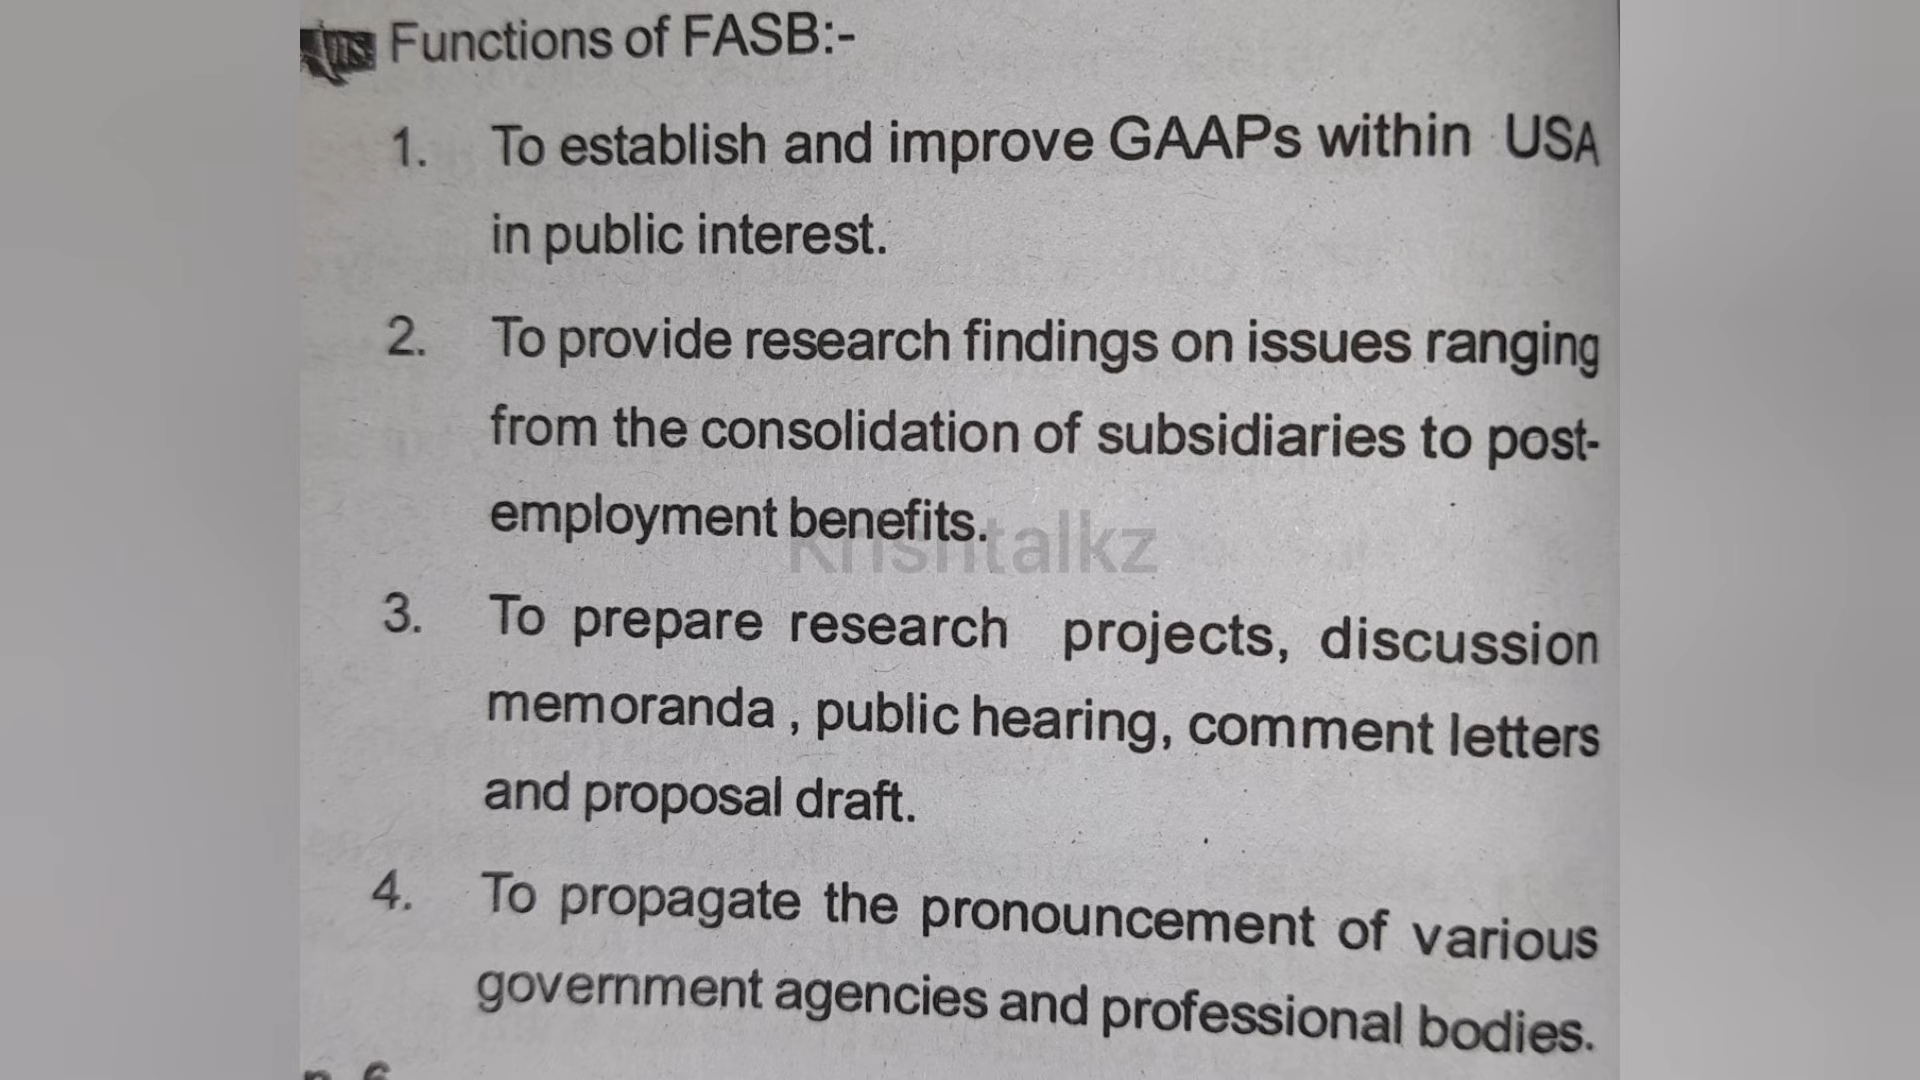 Ans. Functions of FASB:-
1. To establish and improve GAAPs within USA
in public interest.
2. To provide research findings on issues ranging
from the consolidation of subsidiaries to post-
employment benefits.
Krishtalkz
3. To prepare research projects, discussion
memoranda , public hearing, comment letters
and proposal draft.
4. To propagate the pronouncement of various
government agencies and professional bodies.